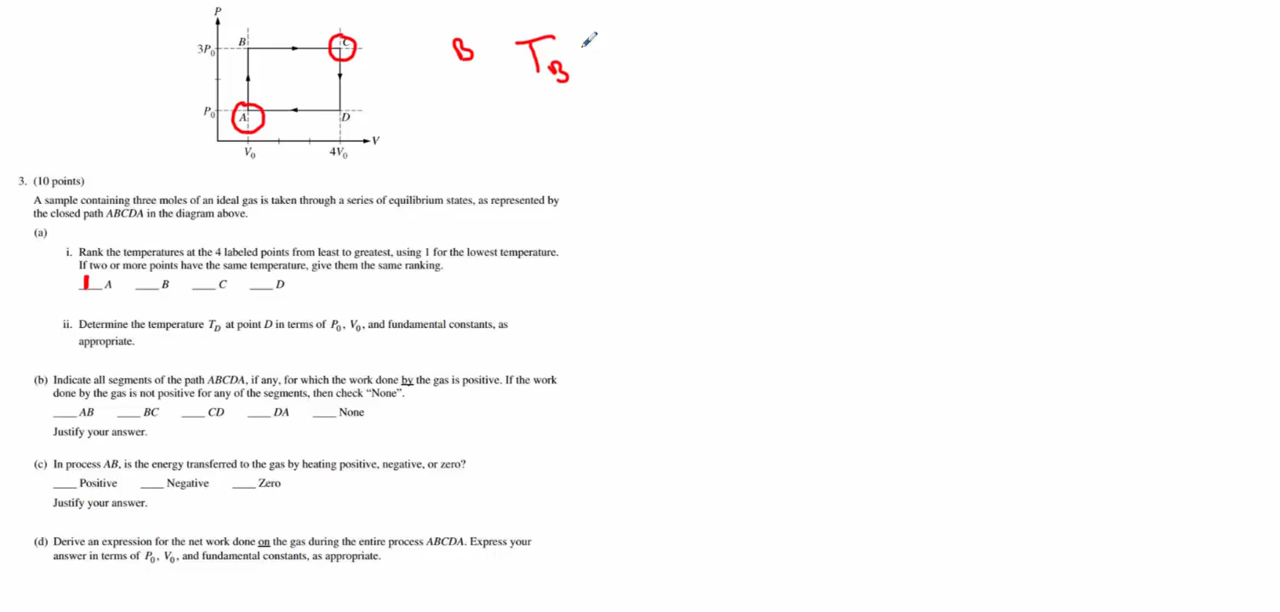 P
3P₀ B C B T_B
P₀ A D
V
V₀ 4V₀
3. (10 points)
A sample containing three moles of an ideal gas is taken through a series of equilibrium states, as represented by
the closed path ABCDA in the diagram above.
(a)
i. Rank the temperatures at the 4 labeled points from least to greatest, using 1 for the lowest temperature.
If two or more points have the same temperature, give them the same ranking.
1 A ____ B ____ C ____ D
ii. Determine the temperature T_D at point D in terms of P₀, V₀, and fundamental constants, as
appropriate.
(b) Indicate all segments of the path ABCDA, if any, for which the work done by the gas is positive. If the work
done by the gas is not positive for any of the segments, then check “None”.
____ AB ____ BC ____ CD ____ DA ____ None
Justify your answer.
(c) In process AB, is the energy transferred to the gas by heating positive, negative, or zero?
____ Positive ____ Negative ____ Zero
Justify your answer.
(d) Derive an expression for the net work done on the gas during the entire process ABCDA. Express your
answer in terms of P₀, V₀, and fundamental constants, as appropriate.